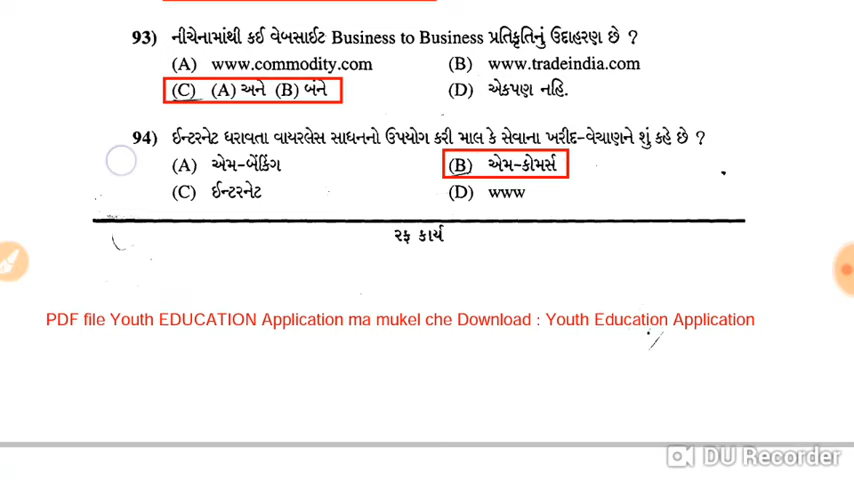 93) નીચેનામાંથી કઈ વેબસાઈટ Business to Business પ્રતિકૃતિનું ઉદાહરણ છે ?
(A) www.commodity.com (B) www.tradeindia.com
(C) (A) અને (B) બંને (D) એકપણ નહિ.
94) ઈન્ટરનેટ ધરાવતા વાયરલેસ સાધનનો ઉપયોગ કરી માલ કે સેવાના ખરીદ-વેચાણને શું કહે છે ?
(A) એમ-બેંકિંગ (B) એમ-કોમર્સ
(C) ઈન્ટરનેટ (D) www
રફ કાર્ય
PDF file Youth EDUCATION Application ma mukel che Download : Youth Education Application
DU Recorder